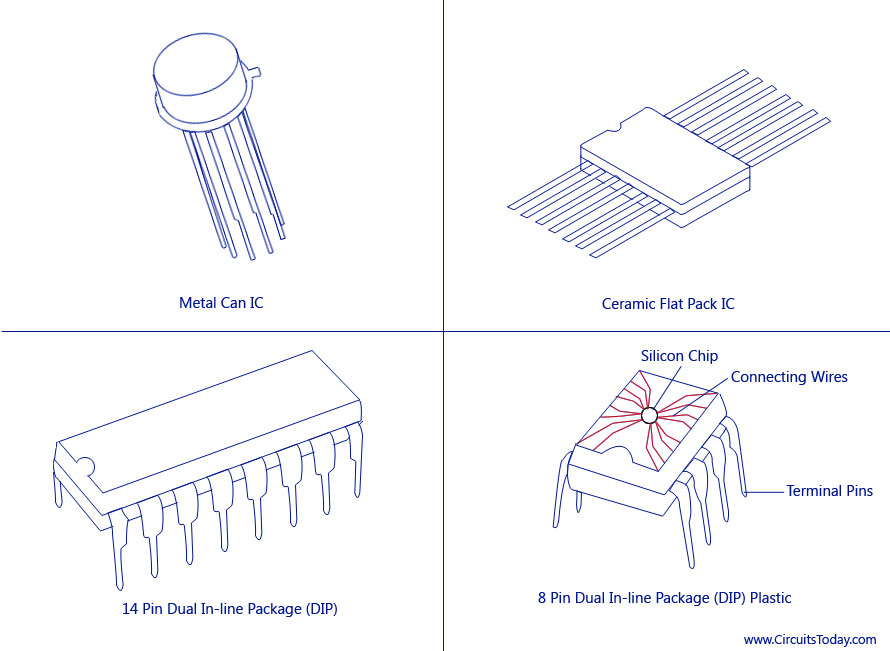 Metal Can IC
Ceramic Flat Pack IC
Silicon Chip
Connecting Wires
Terminal Pins
14 Pin Dual In-line Package (DIP)
8 Pin Dual In-line Package (DIP) Plastic
www.CircuitsToday.com